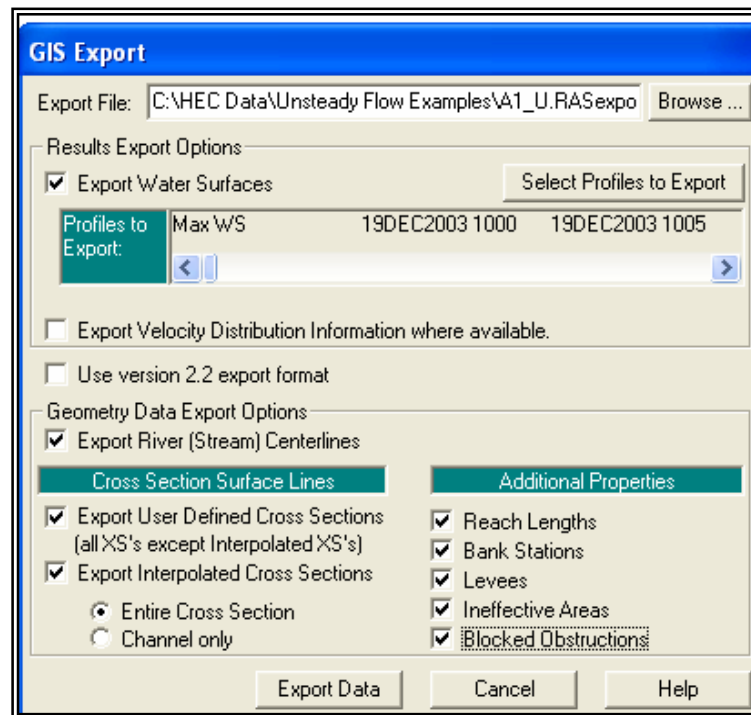 GIS Export
Export File: C:\HEC Data\Unsteady Flow Examples\A1_U.RASexpo Browse ...
Results Export Options
Export Water Surfaces Select Profiles to Export
Profiles to Export: Max WS 19DEC2003 1000 19DEC2003 1005
Export Velocity Distribution Information where available.
Use version 2.2 export format
Geometry Data Export Options
Export River (Stream) Centerlines
Cross Section Surface Lines
Export User Defined Cross Sections
(all XS's except Interpolated XS's)
Export Interpolated Cross Sections
Entire Cross Section
Channel only
Additional Properties
Reach Lengths
Bank Stations
Levees
Ineffective Areas
Blocked Obstructions
Export Data Cancel Help